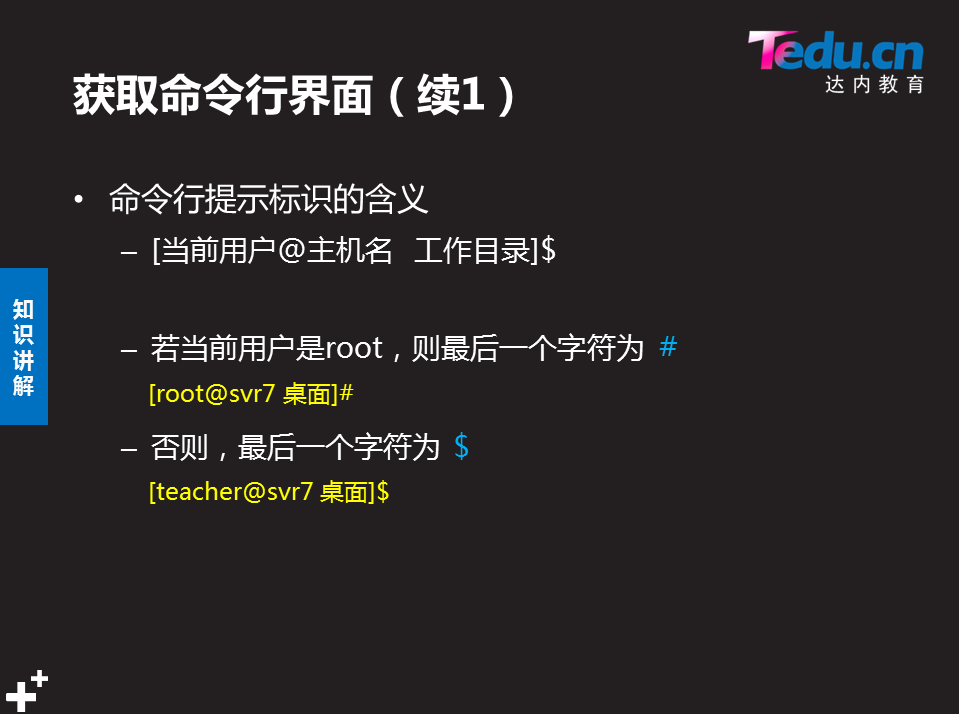 Tedu.cn
达内教育
获取命令行界面（续1）
• 命令行提示标识的含义
– [当前用户@主机名 工作目录]$
– 若当前用户是root，则最后一个字符为 #
[root@svr7 桌面]#
– 否则，最后一个字符为 $
[teacher@svr7 桌面]$
知识讲解